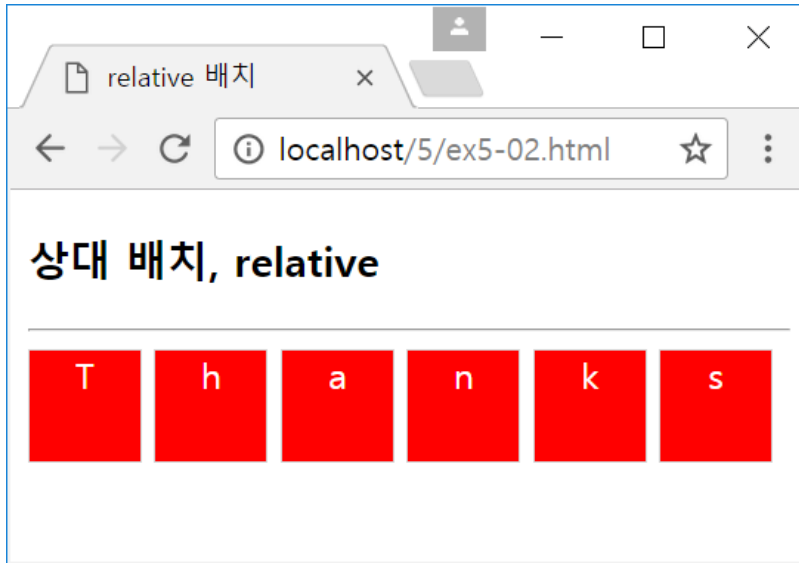 relative 배치
localhost/5/ex5-02.html
상대 배치, relative
T h a n k s